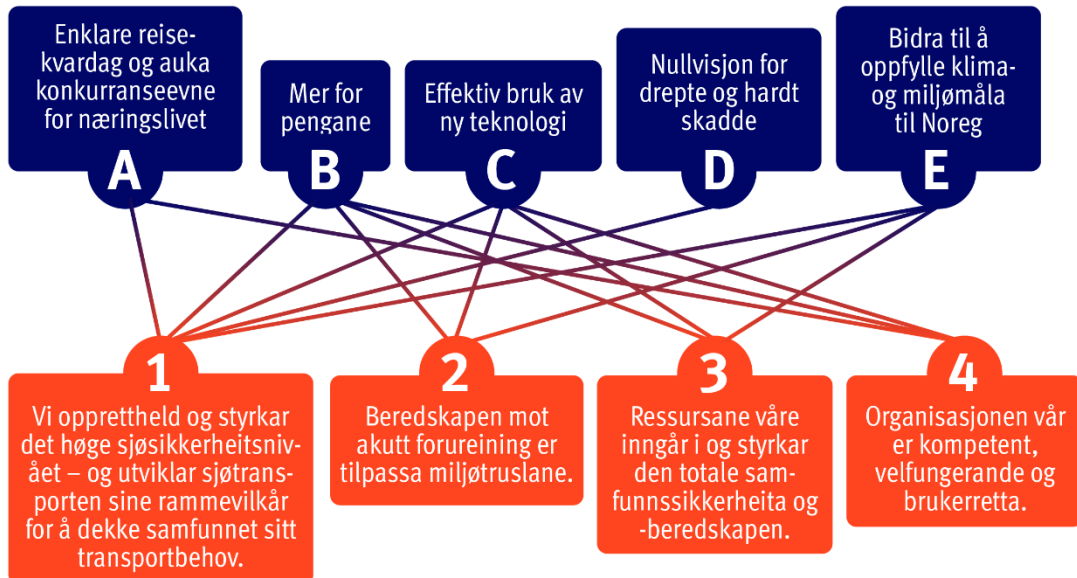 Enklare reise-
kvardag og auka
konkurranseevne
for næringslivet
A
Mer for
pengane
B
Effektiv bruk av
ny teknologi
C
Nullvisjon for
drepte og hardt
skadde
D
Bidra til å
oppfylle klima-
og miljømåla
til Noreg
E
1
Vi opprettheld og styrkar
det høge sjøsikkerheitsniv-
ået – og utviklar sjøtrans-
porten sine rammevilkår
for å dekke samfunnet sitt
transportbehov.
2
Beredskapen mot
akutt forureining er
tilpassa miljøtruslane.
3
Ressursane våre
inngår i og styrkar
den totale sam-
funnssikkerheita og
-beredskapen.
4
Organisasjonen vår
er kompetent,
velfungerande og
brukerretta.